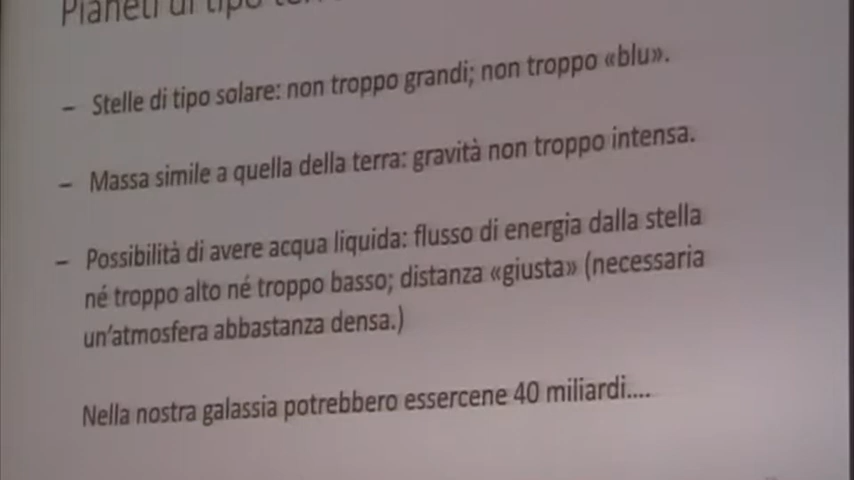 Pianeti di tipo
– Stelle di tipo solare: non troppo grandi; non troppo «blu».
– Massa simile a quella della terra: gravità non troppo intensa.
– Possibilità di avere acqua liquida: flusso di energia dalla stella
né troppo alto né troppo basso; distanza «giusta» (necessaria
un'atmosfera abbastanza densa.)
Nella nostra galassia potrebbero essercene 40 miliardi....